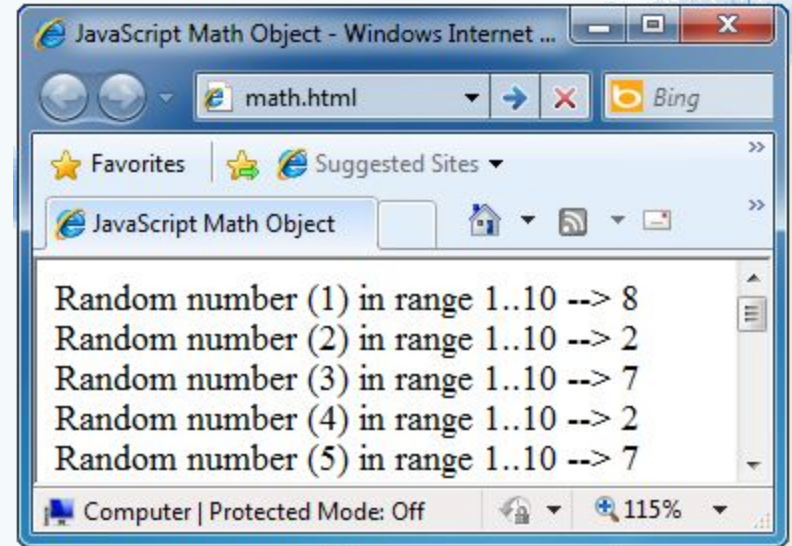 JavaScript Math Object - Windows Internet ...
math.html
Bing
Favorites
Suggested Sites
JavaScript Math Object
Random number (1) in range 1..10 --> 8
Random number (2) in range 1..10 --> 2
Random number (3) in range 1..10 --> 7
Random number (4) in range 1..10 --> 2
Random number (5) in range 1..10 --> 7
Computer | Protected Mode: Off
115%